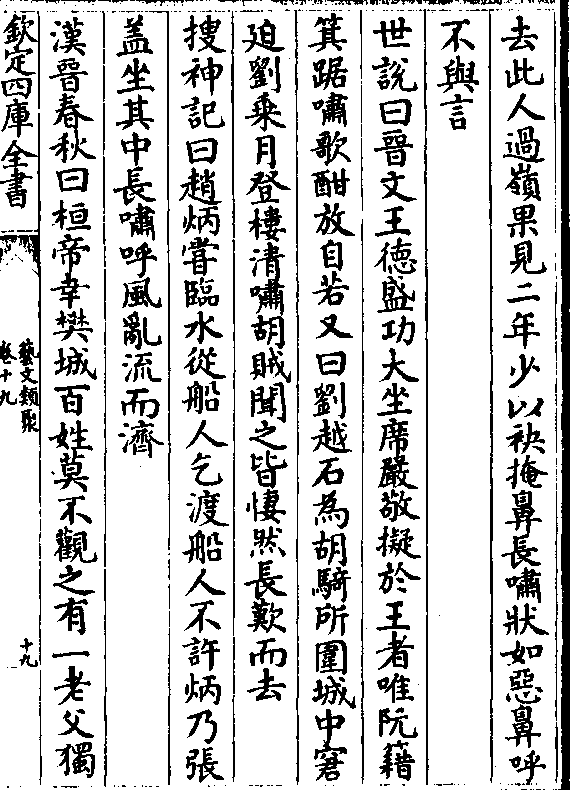 去此人過嶺果見二年少以袂掩鼻長嘯狀如惡鼻呼
不與言
世說曰晉文王德盛功大坐席嚴敬擬於王者唯阮籍
箕踞嘯歌酣放自若又曰劉越石為胡騎所圍城中窘
廹劉乗月登樓清嘯胡賊聞之皆悽然長歎而去
搜神記曰趙炳嘗臨水從船人乞渡船人不許炳乃張
盖坐其中長嘯呼風亂流而濟
漢晉春秋曰桓帝幸樊城百姓莫不觀之有一老父獨
欽定四庫全書
藝文類聚
卷十九
十九